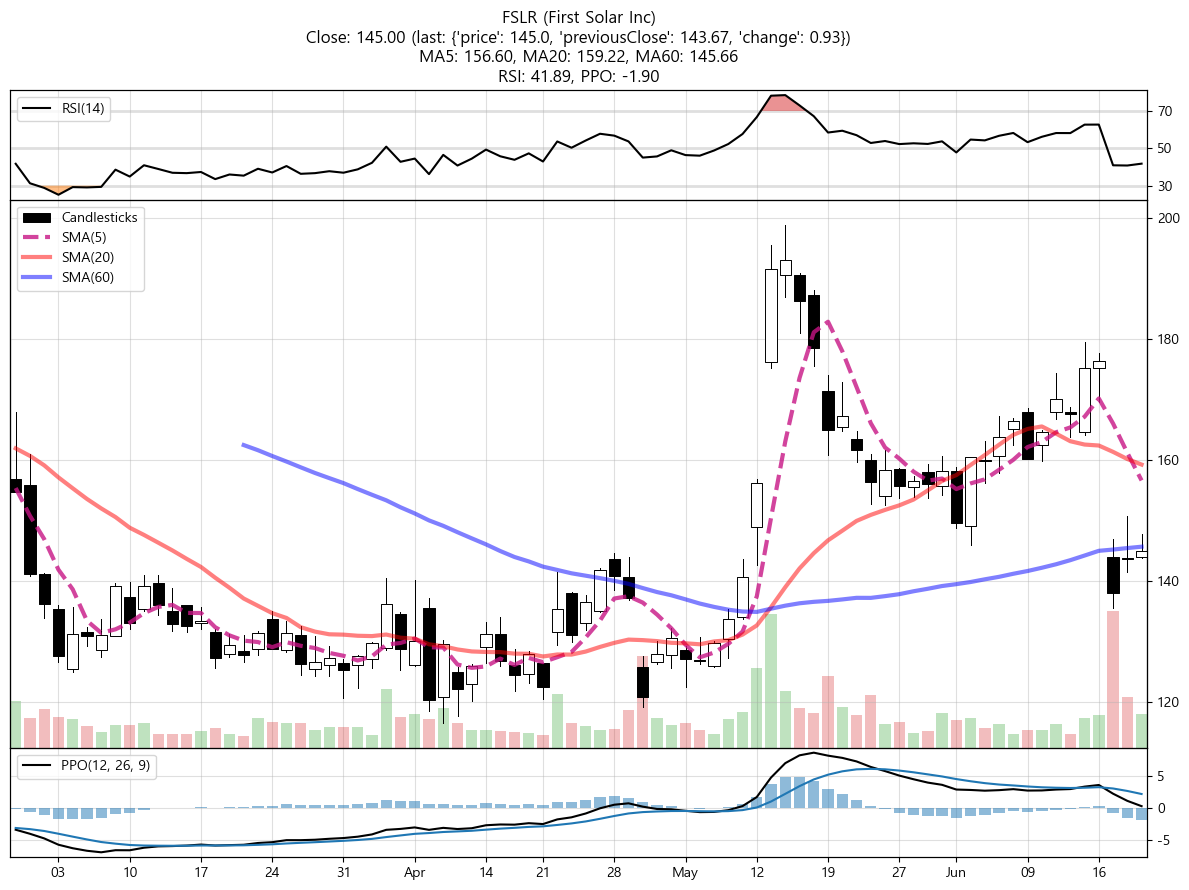 FSLR (First Solar Inc)
Close: 145.00 (last: {'price': 145.0, 'previousClose': 143.67, 'change': 0.93})
MA5: 156.60, MA20: 159.22, MA60: 145.66
RSI: 41.89, PPO: -1.90
RSI(14)
70
50
30
Candlesticks
SMA(5)
SMA(20)
SMA(60)
200
180
160
140
120
PPO(12, 26, 9)
5
0
-5
03 10 17 24 31 Apr 14 21 28 May 12 19 27 Jun 09 16